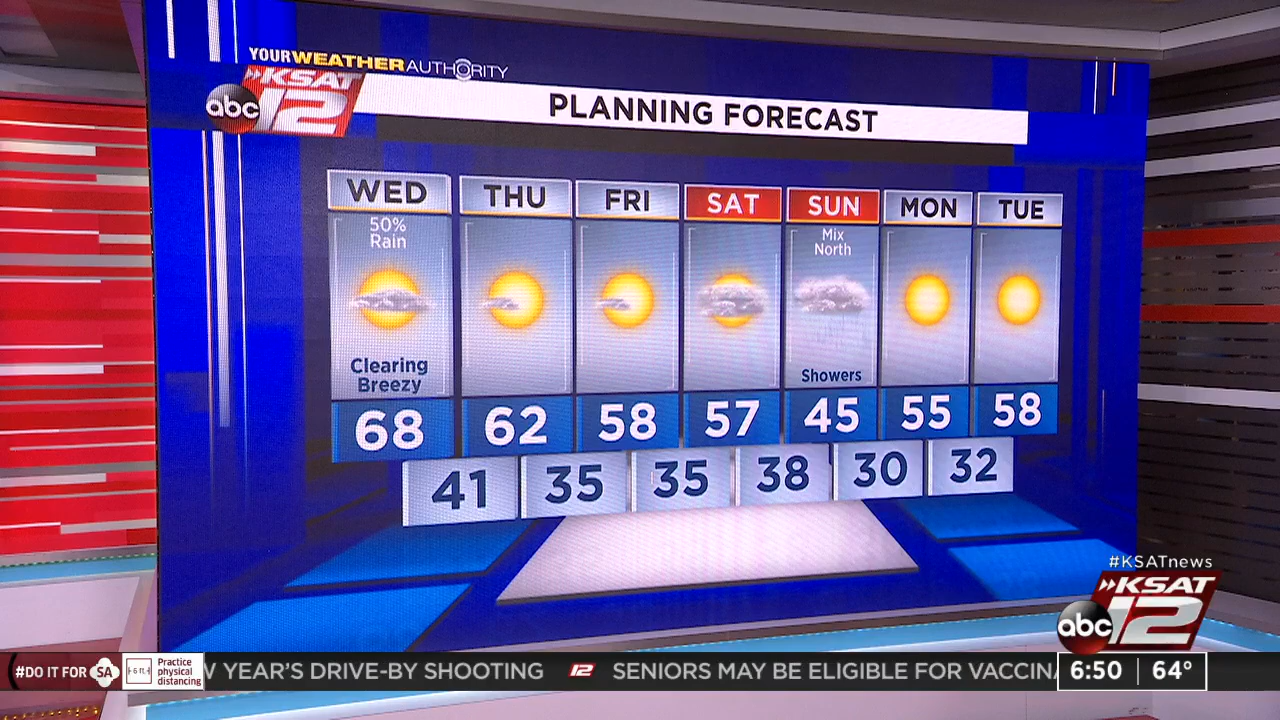 YOUR WEATHER AUTHORITY
KSAT
abc 12
PLANNING FORECAST
WED THU FRI SAT SUN MON TUE
50%
Rain
Mix
North
Clearing
Breezy
Showers
68 62 58 57 45 55 58
41 35 35 38 30 32
#KSATnews
KSAT
abc 12
#DO IT FOR SA
6 ft
Practice
physical
distancing
W YEAR'S DRIVE-BY SHOOTING 12 SENIORS MAY BE ELIGIBLE FOR VACCINA
6:50 64°